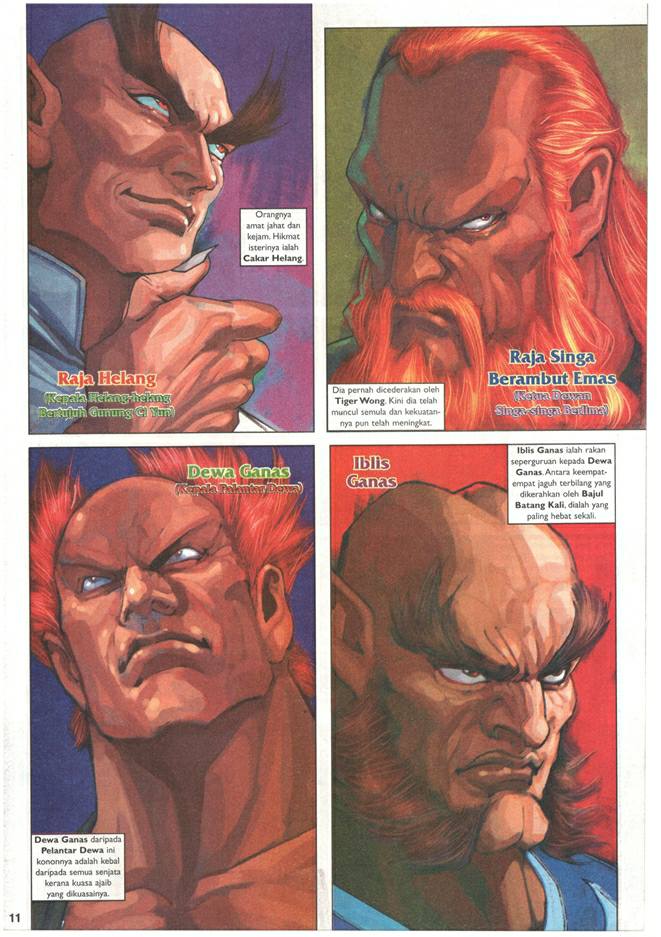 Orangnya
amat jahat dan
kejam. Hikmat
isterinya ialah
Cakar Helang.
Raja Helang
(Kepala Helang-helang
Bertujuh Gunung Ci Yun)
Raja Singa
Berambut Emas
(Ketua Dewan
Singa-singa Berlima)
Dia pernah dicederakan oleh
Tiger Wong. Kini dia telah
muncul semula dan kekuatan-
nya pun telah meningkat.
Dewa Ganas
(Kepala Palantar Dewa)
Dewa Ganas daripada
Pelantar Dewa ini
kononnya adalah kebal
daripada semua senjata
kerana kuasa ajaib
yang dikuasainya.
Iblis
Ganas
Iblis Ganas ialah rakan
seperguruan kepada Dewa
Ganas. Antara keempat-
empat jaguh terbilang yang
dikerahkan oleh Bajul
Batang Kali, dialah yang
paling hebat sekali.
11